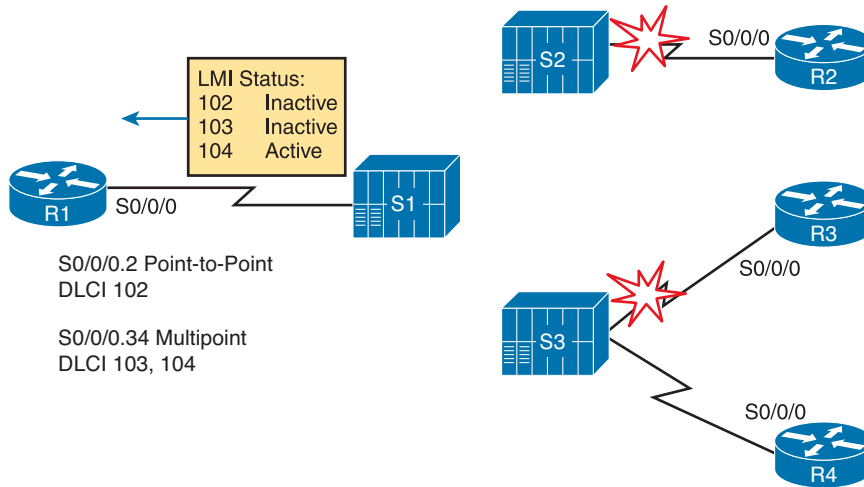 LMI Status:
102 Inactive
103 Inactive
104 Active
R1
S0/0/0
S1
S0/0/0.2 Point-to-Point
DLCI 102
S0/0/0.34 Multipoint
DLCI 103, 104
S2
S0/0/0
R2
R3
S0/0/0
S3
S0/0/0
R4